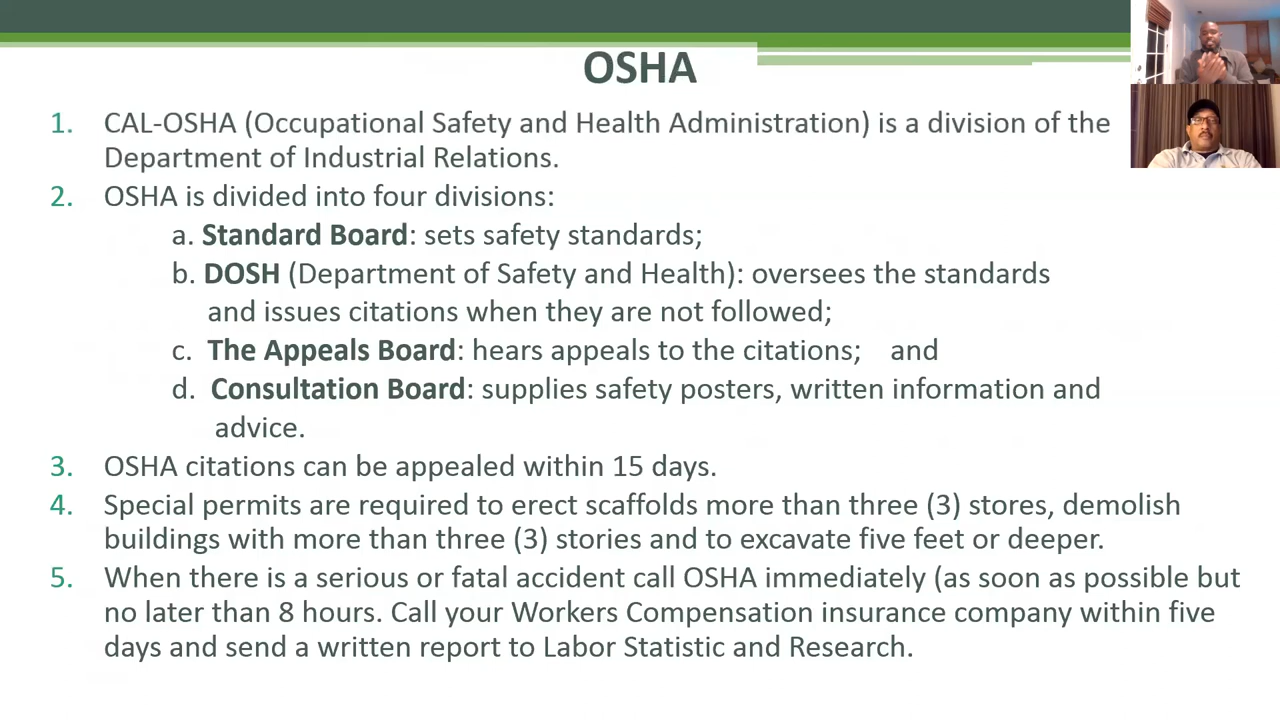 OSHA
1. CAL-OSHA (Occupational Safety and Health Administration) is a division of the
Department of Industrial Relations.
2. OSHA is divided into four divisions:
a. Standard Board: sets safety standards;
b. DOSH (Department of Safety and Health): oversees the standards
and issues citations when they are not followed;
c. The Appeals Board: hears appeals to the citations; and
d. Consultation Board: supplies safety posters, written information and
advice.
3. OSHA citations can be appealed within 15 days.
4. Special permits are required to erect scaffolds more than three (3) stores, demolish
buildings with more than three (3) stories and to excavate five feet or deeper.
5. When there is a serious or fatal accident call OSHA immediately (as soon as possible but
no later than 8 hours. Call your Workers Compensation insurance company within five
days and send a written report to Labor Statistic and Research.